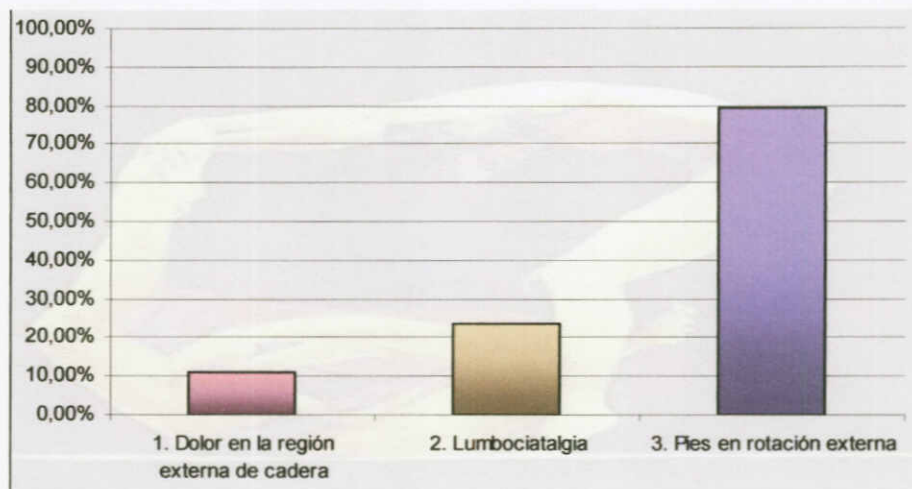 100,00%
90,00%
80,00%
70,00%
60,00%
50,00%
40,00%
30,00%
20,00%
10,00%
0,00%
1. Dolor en la región
externa de cadera
2. Lumbociatalgia
3. Pies en rotación externa